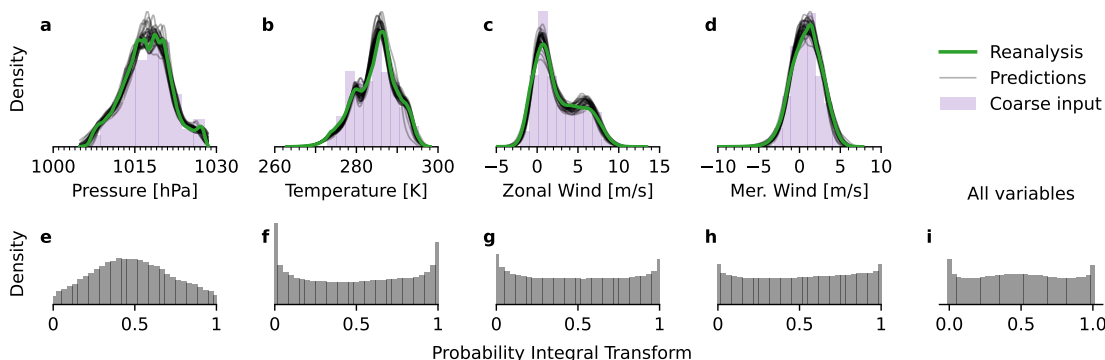 a b c d
Density
Reanalysis
Predictions
Coarse input
1000 1015 1030 260 280 300 −5 0 5 10 15 −10 −5 0 5 10
Pressure [hPa] Temperature [K] Zonal Wind [m/s] Mer. Wind [m/s]
All variables
e f g h i
Density
0 0.5 1 0 0.5 1 0 0.5 1 0 0.5 1 0.0 0.5 1.0
Probability Integral Transform